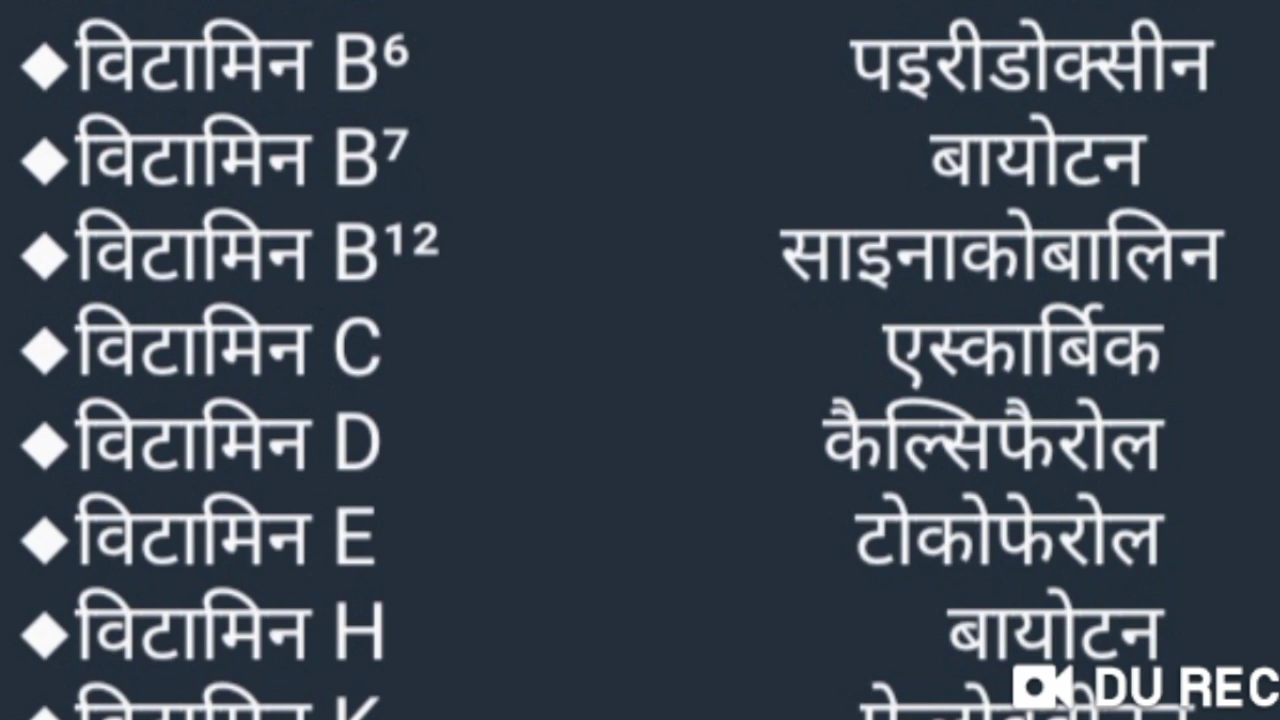 ◆विटामिन B⁶ पइरीडोक्सीन
◆विटामिन B⁷ बायोटन
◆विटामिन B¹² साइनाकोबालिन
◆विटामिन C एस्कार्बिक
◆विटामिन D कैल्सिफैरोल
◆विटामिन E टोकोफेरोल
◆विटामिन H बायोटन
◆विटामिन K
DU REC